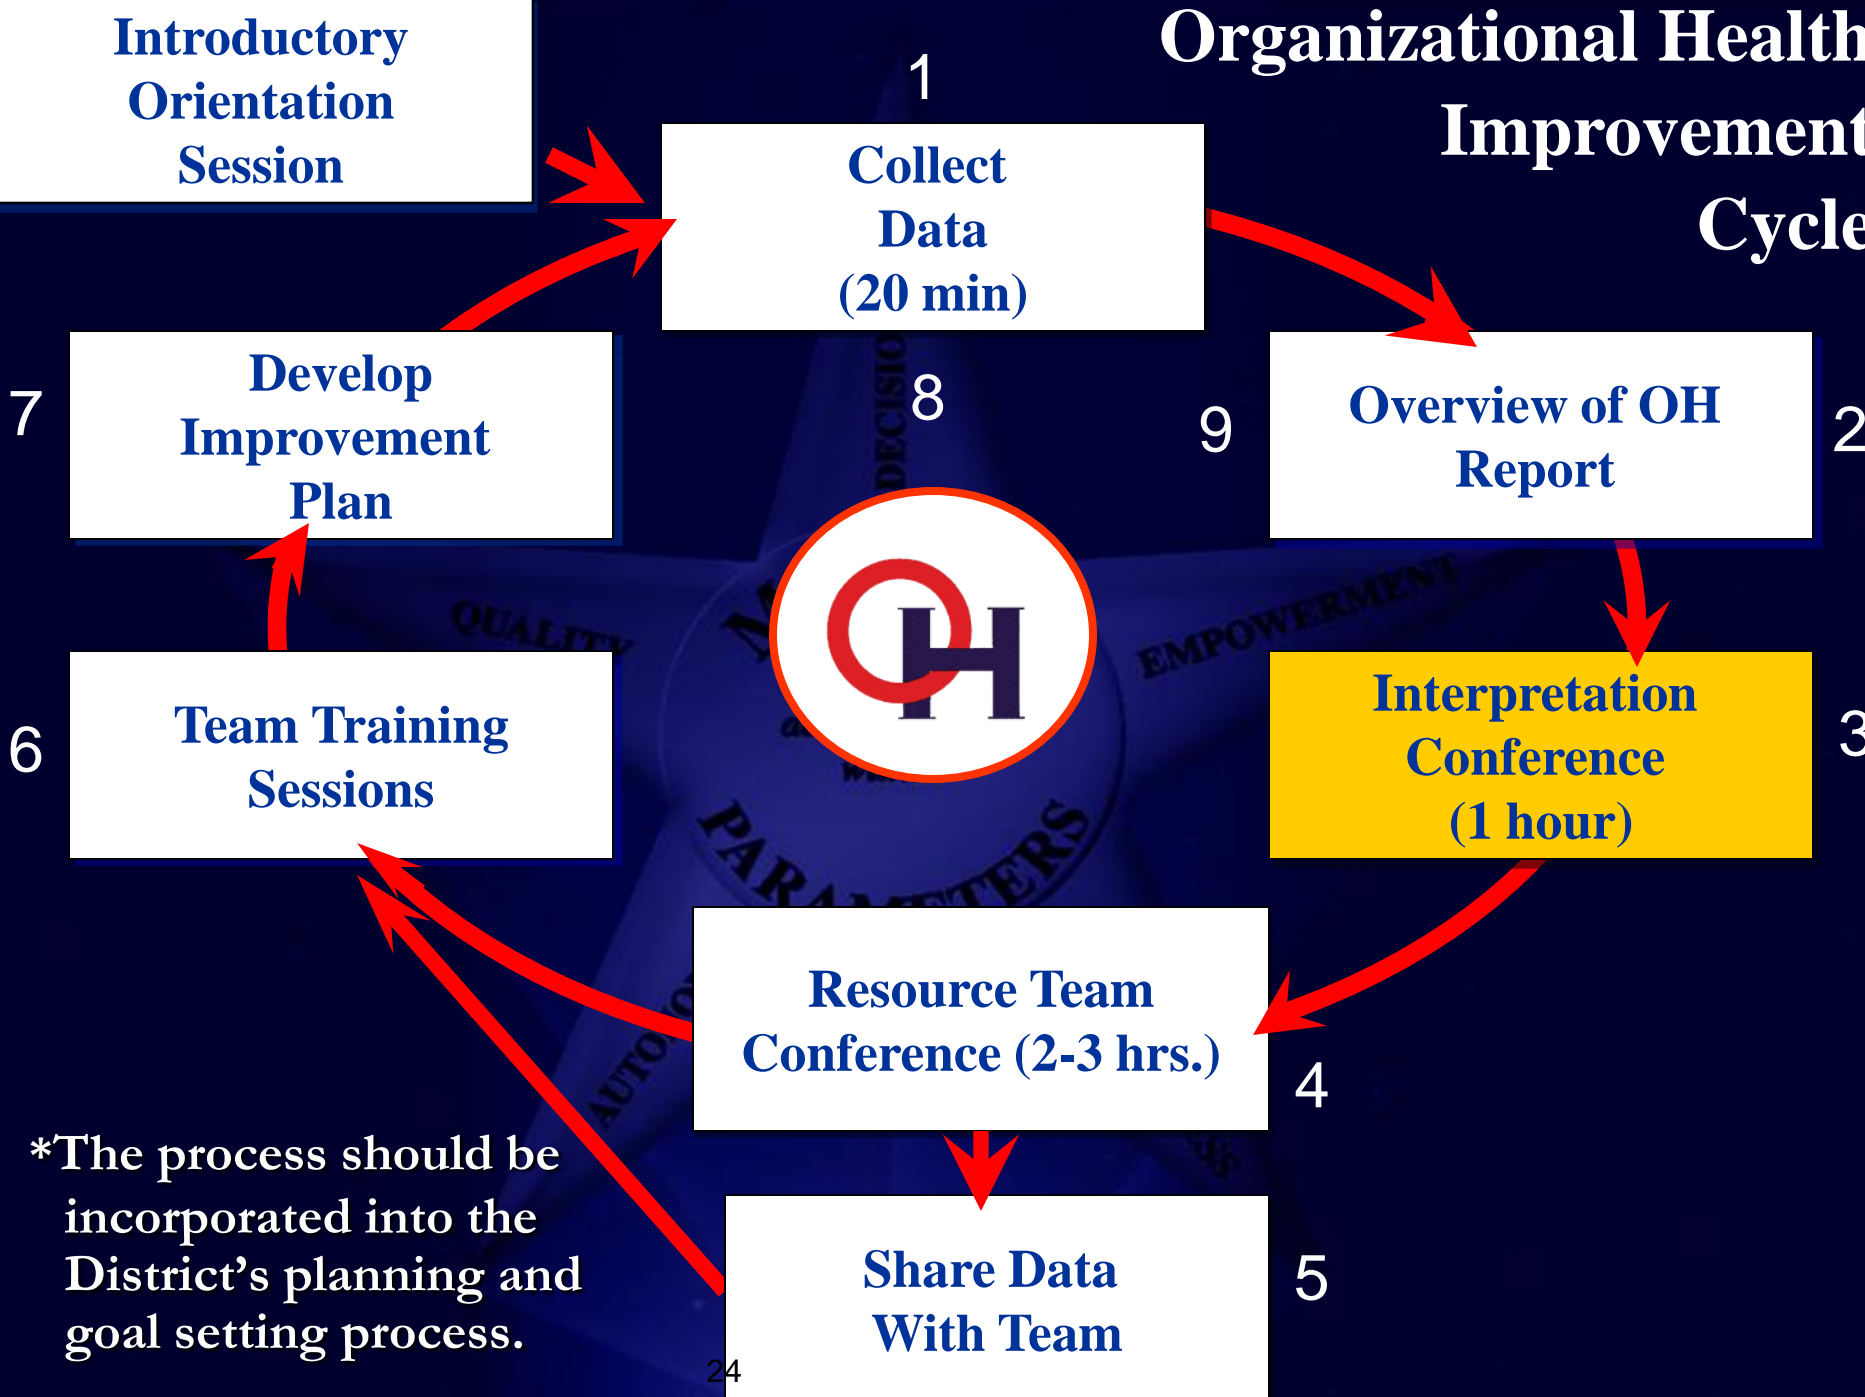 Introductory
Orientation
Session
Organizational Health
Improvement
Cycle
1
Collect
Data
(20 min)
7
Develop
Improvement
Plan
8
9
Overview of OH
Report
2
DECISIO
QUALITY
EMPOWERMENT
OH
6
Team Training
Sessions
Interpretation
Conference
(1 hour)
3
PARAMETERS
Resource Team
Conference (2-3 hrs.)
4
AUTONO
*The process should be
incorporated into the
District's planning and
goal setting process.
Share Data
With Team
5
24